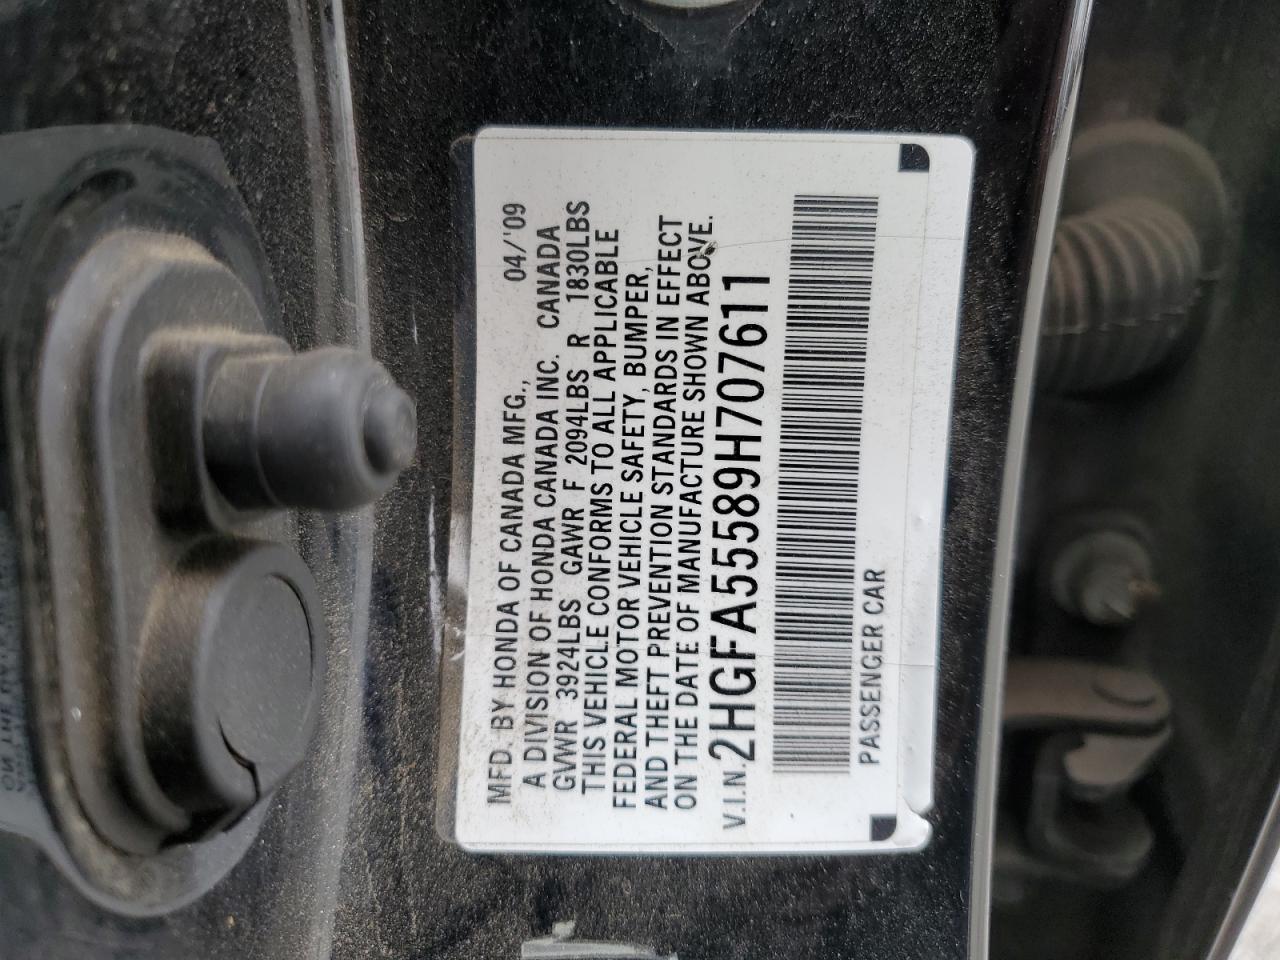 MFD. BY HONDA OF CANADA MFG., 04/'09
A DIVISION OF HONDA CANADA INC. CANADA
GVWR 3924LBS GAWR F 2094LBS R 1830LBS
THIS VEHICLE CONFORMS TO ALL APPLICABLE
FEDERAL MOTOR VEHICLE SAFETY, BUMPER,
AND THEFT PREVENTION STANDARDS IN EFFECT
ON THE DATE OF MANUFACTURE SHOWN ABOVE.
V.I.N. 2HGFA55589H707611
PASSENGER CAR